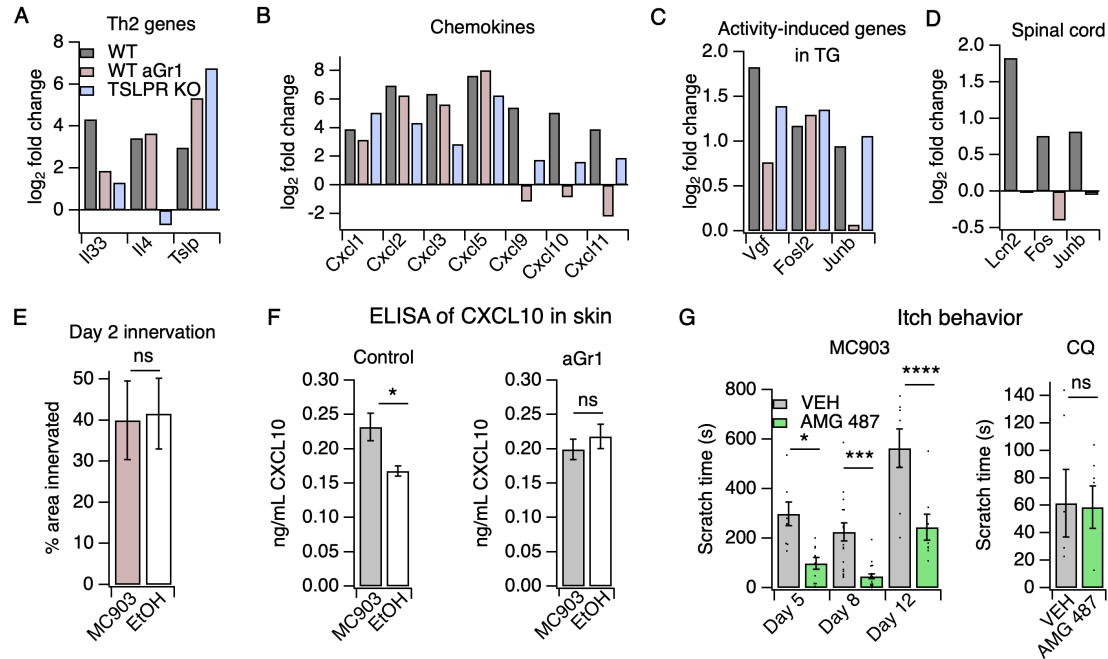 A
Th2 genes
log2 fold change
8
6
4
2
0
WT
WT aGr1
TSLPR KO
Il33
Il4
Tslp
B
Chemokines
log2 fold change
8
6
4
2
0
-2
Cxcl1
Cxcl2
Cxcl3
Cxcl5
Cxcl9
Cxcl10
Cxcl11
C
Activity-induced genes
in TG
log2 fold change
2.0
1.5
1.0
0.5
0.0
Vgf
Fosl2
Junb
D
Spinal cord
log2 fold change
2.0
1.5
1.0
0.5
0.0
-0.5
Lcn2
Fos
Junb
E
Day 2 innervation
ns
% area innervated
50
40
30
20
10
0
MC903
EtOH
F
ELISA of CXCL10 in skin
Control
*
ng/mL CXCL10
0.30
0.25
0.20
0.15
0.10
0.05
0.00
MC903
EtOH
aGr1
ns
ng/mL CXCL10
0.30
0.25
0.20
0.15
0.10
0.05
0.00
MC903
EtOH
G
Itch behavior
MC903
Scratch time (s)
800
600
400
200
0
VEH
AMG 487
*
***
****
Day 5
Day 8
Day 12
CQ
ns
Scratch time (s)
140
120
100
80
60
40
20
0
VEH
AMG 487